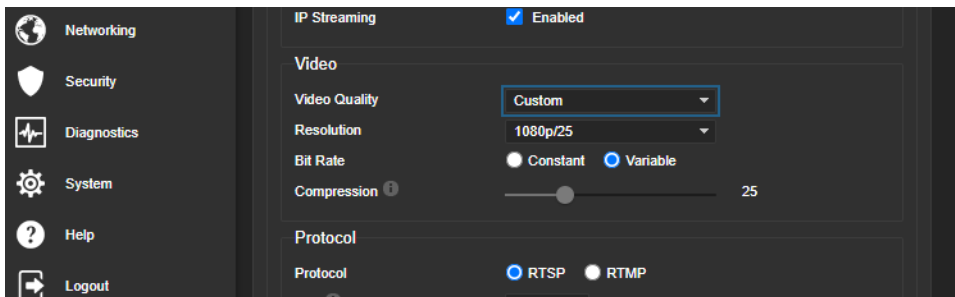 IP Streaming Enabled
Networking
Video
Security
Video Quality Custom
Resolution 1080p/25
Diagnostics
Bit Rate Constant Variable
System
Compression 25
Help
Protocol
Protocol RTSP RTMP
Logout